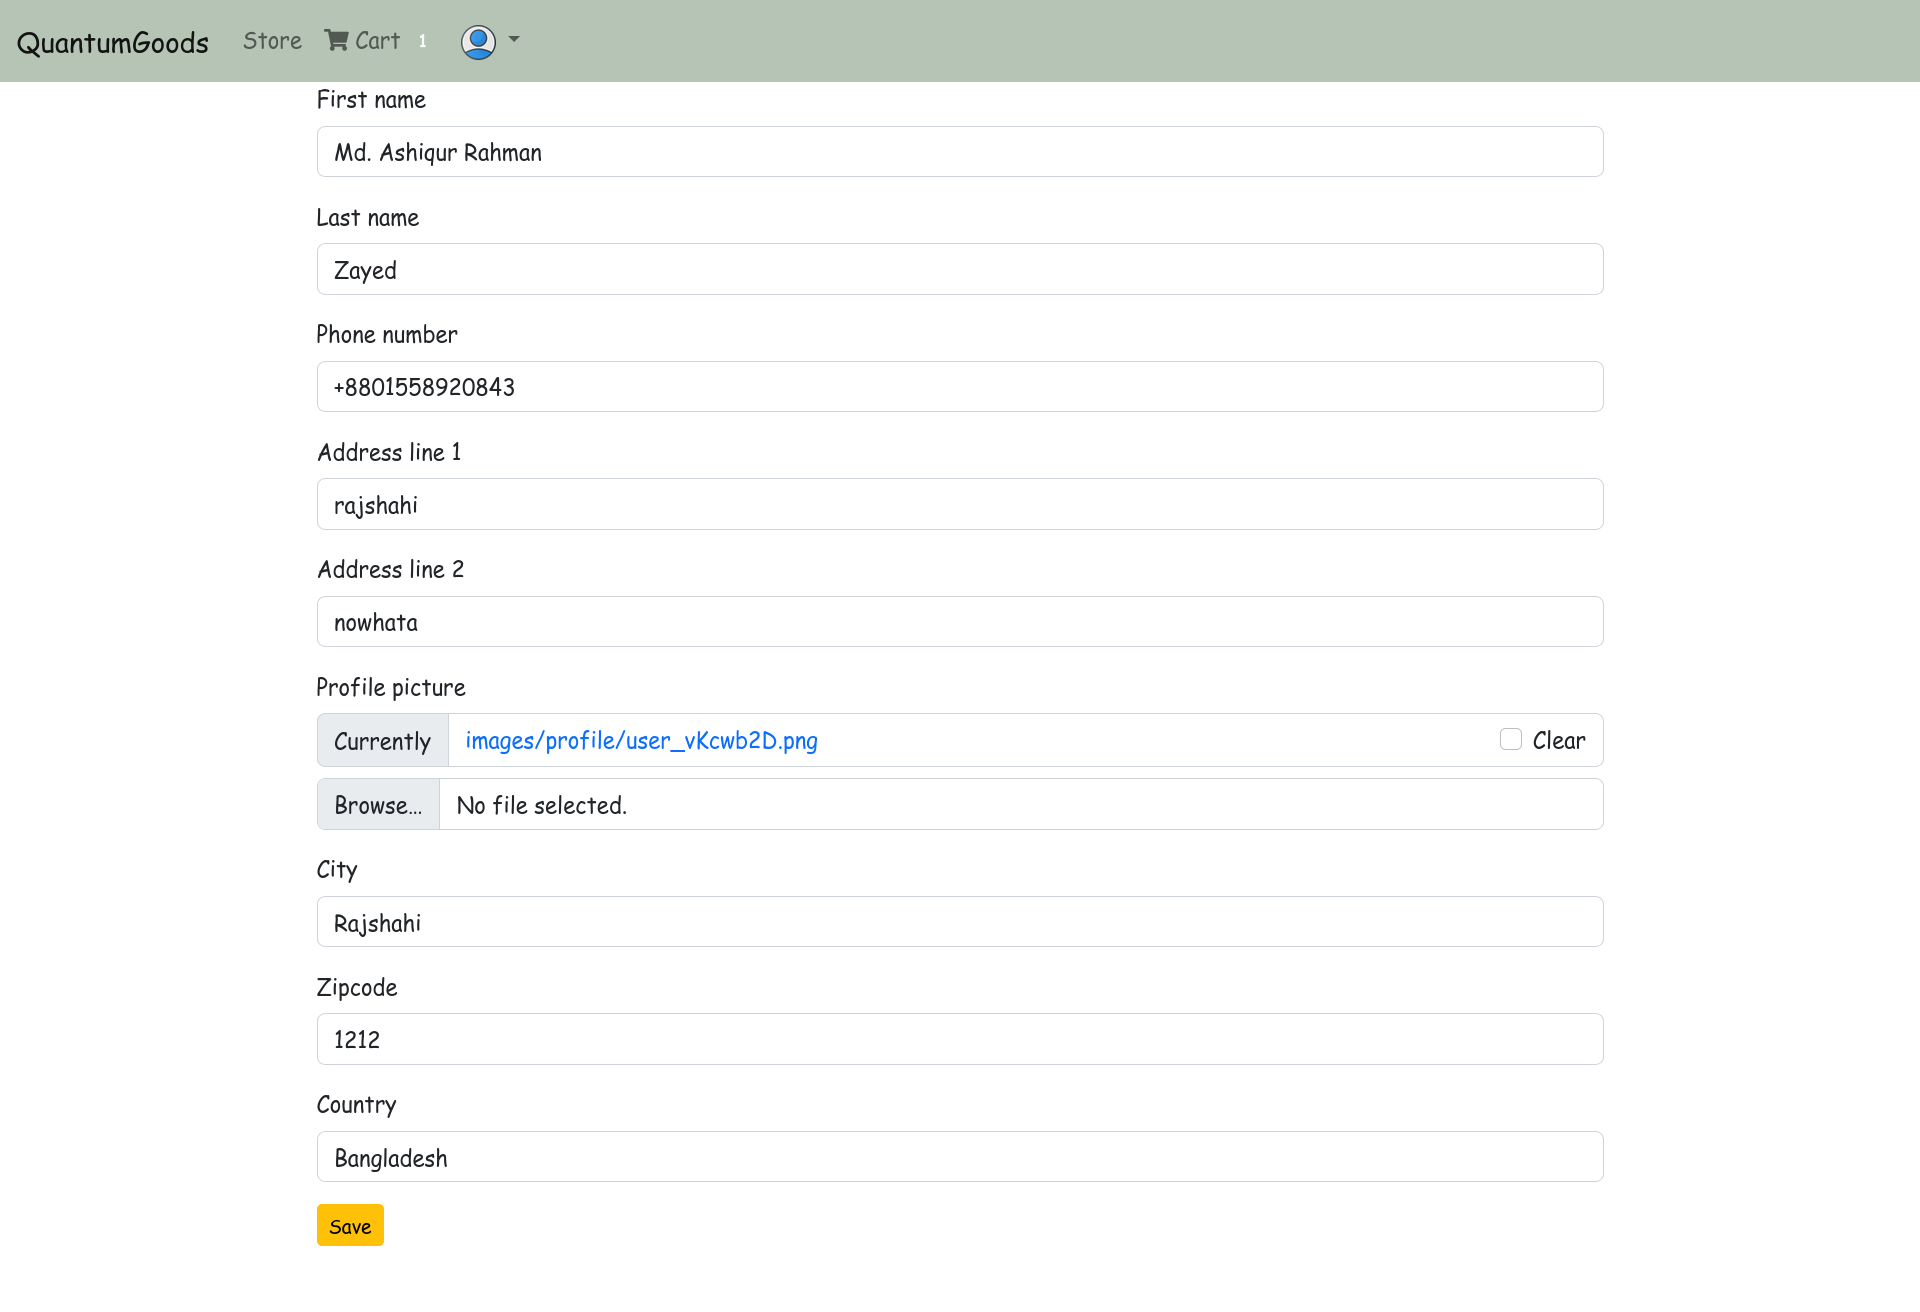 QuantumGoods Store Cart 1
First name
Md. Ashiqur Rahman
Last name
Zayed
Phone number
+8801558920843
Address line 1
rajshahi
Address line 2
nowhata
Profile picture
Currently images/profile/user_vKcwb2D.png Clear
Browse... No file selected.
City
Rajshahi
Zipcode
1212
Country
Bangladesh
Save